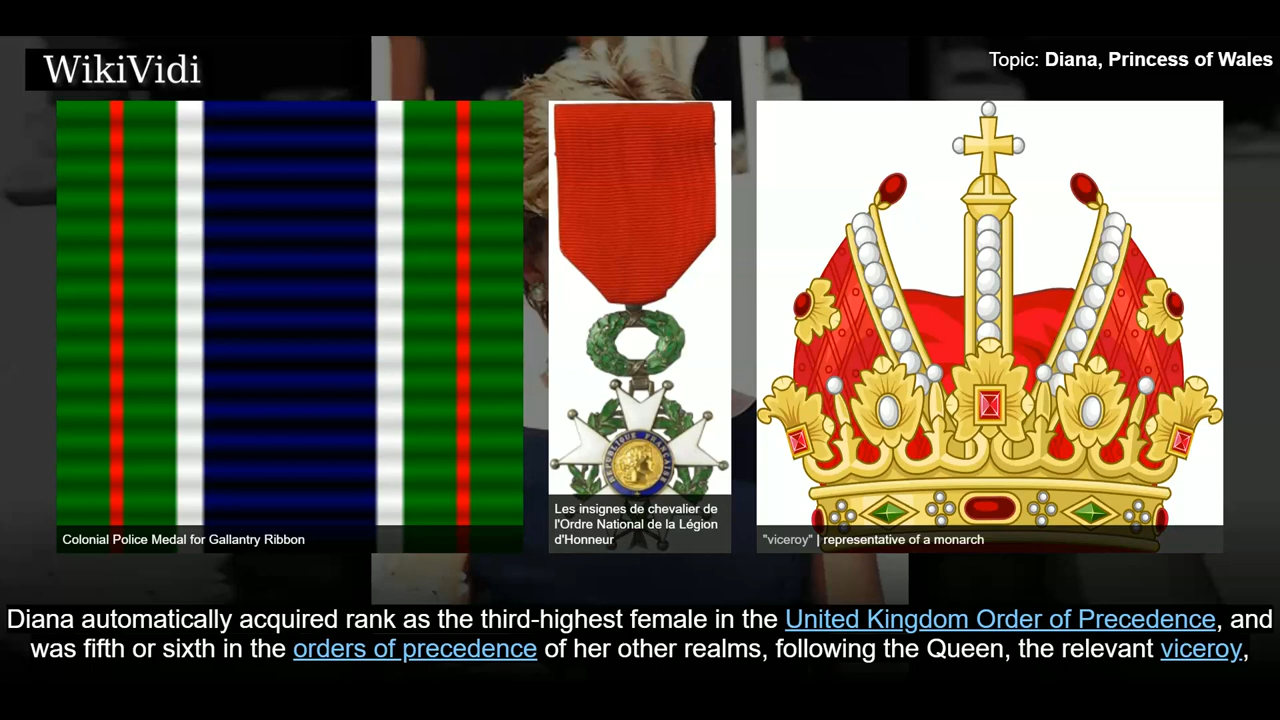 WikiVidi
Topic: Diana, Princess of Wales
Colonial Police Medal for Gallantry Ribbon
REPUBLIQUE FRANÇAISE
Les insignes de chevalier de
l'Ordre National de la Légion
d'Honneur
"viceroy" | representative of a monarch
Diana automatically acquired rank as the third-highest female in the United Kingdom Order of Precedence, and
was fifth or sixth in the orders of precedence of her other realms, following the Queen, the relevant viceroy,